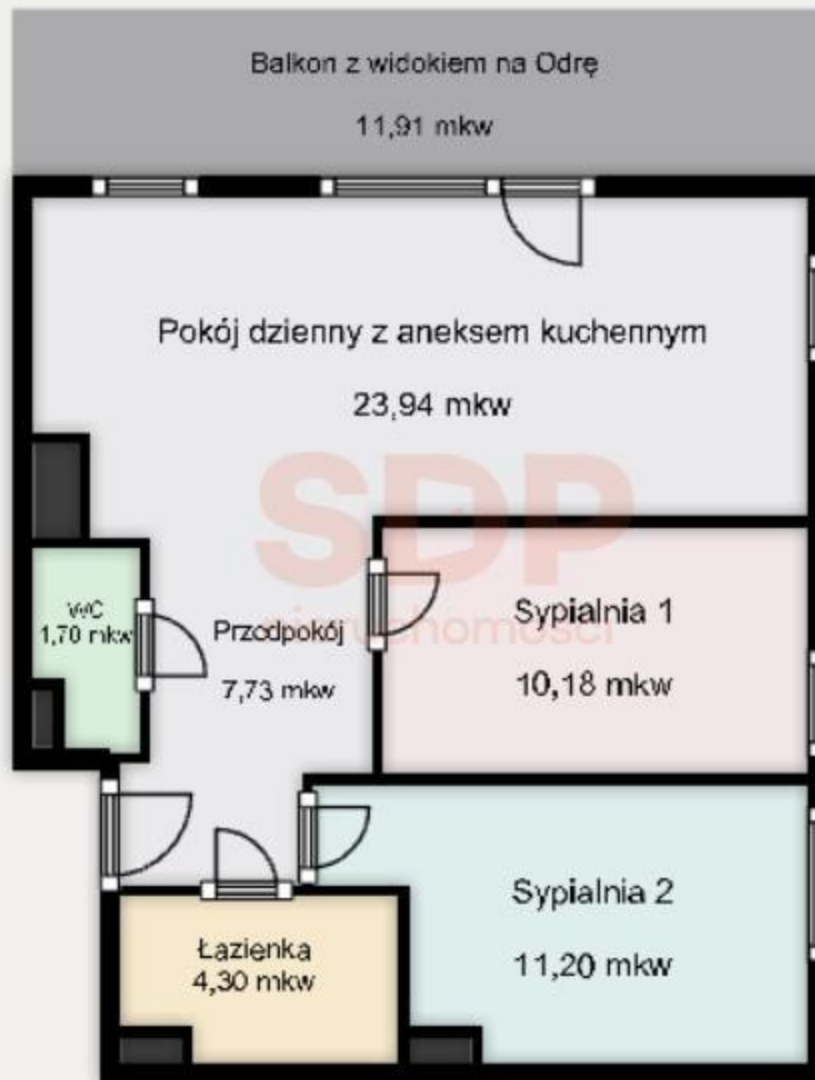 Balkon z widokiem na Odrę
11,91 mkw
Pokój dzienny z aneksem kuchennym
23,94 mkw
SDP
nieruchomości
WC
1,70 mkw
Przedpokój
7,73 mkw
Sypialnia 1
10,18 mkw
Sypialnia 2
11,20 mkw
Łazienka
4,30 mkw